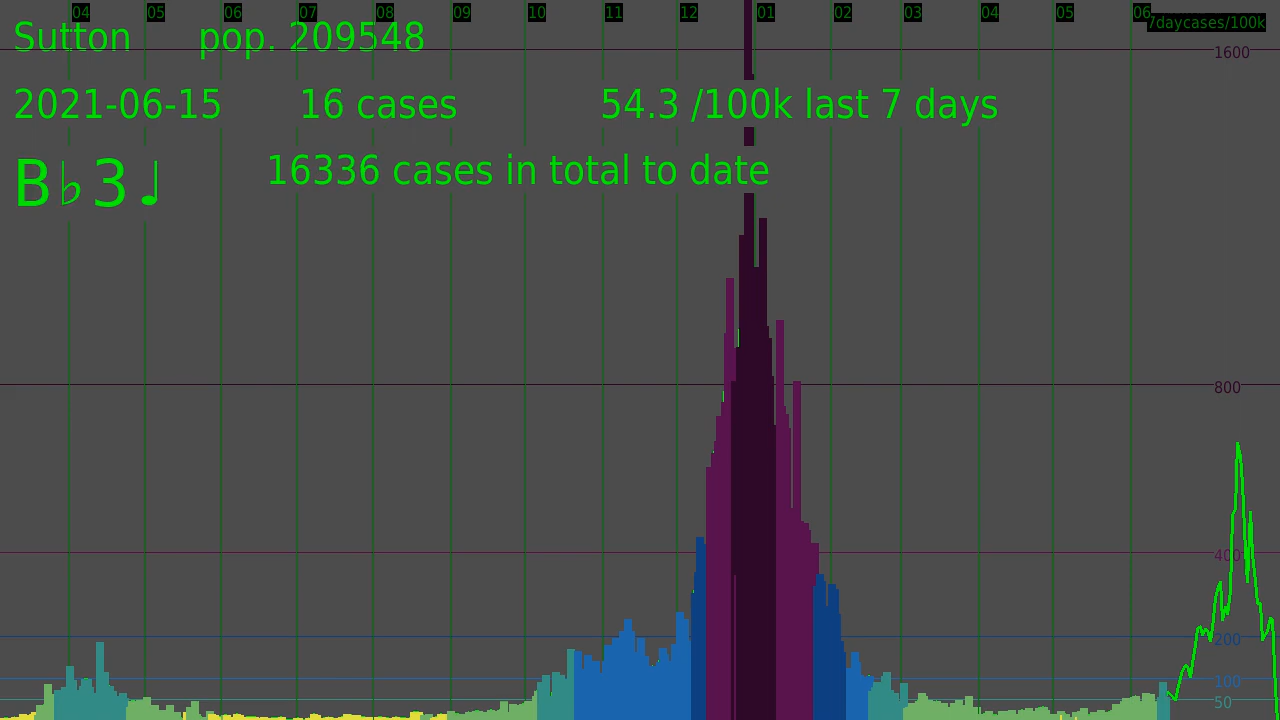 04 05 06 07 08 09 10 11 12 01 02 03 04 05 06
7daycases/100k
Sutton pop. 209548
1600
2021-06-15 16 cases 54.3 /100k last 7 days
B♭3♩ 16336 cases in total to date
800
400
200
100
50